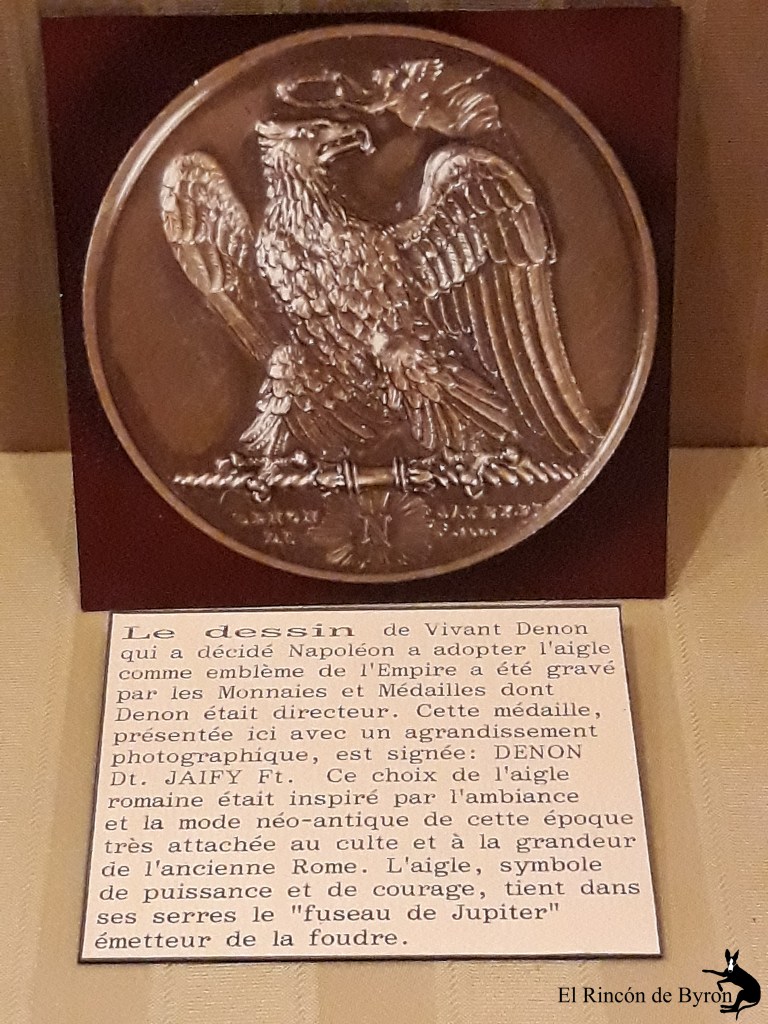 DENON
N
Le dessin de Vivant Denon
qui a décidé Napoléon a adopter l'aigle
comme emblème de l'Empire a été gravé
par les Monnaies et Médailles dont
Denon était directeur. Cette médaille,
présentée ici avec un agrandissement
photographique, est signée: DENON
Dt. JAIFY Ft. Ce choix de l'aigle
romaine était inspiré par l'ambiance
et la mode néo-antique de cette époque
très attachée au culte et à la grandeur
de l'ancienne Rome. L'aigle, symbole
de puissance et de courage, tient dans
ses serres le "fuseau de Jupiter"
émetteur de la foudre.
El Rincón de Byron